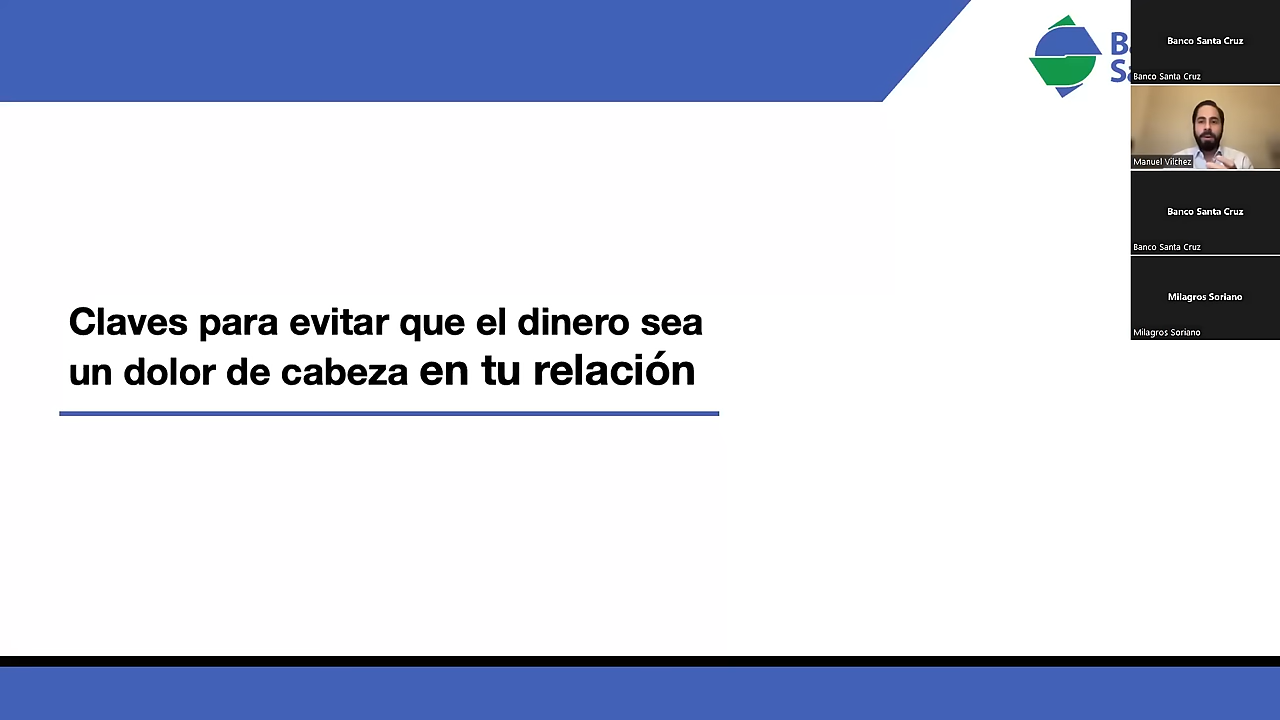 Claves para evitar que el dinero sea
un dolor de cabeza en tu relación
Banco Santa Cruz
Banco Santa Cruz
Manuel Vilchez
Banco Santa Cruz
Banco Santa Cruz
Milagros Soriano
Milagros Soriano